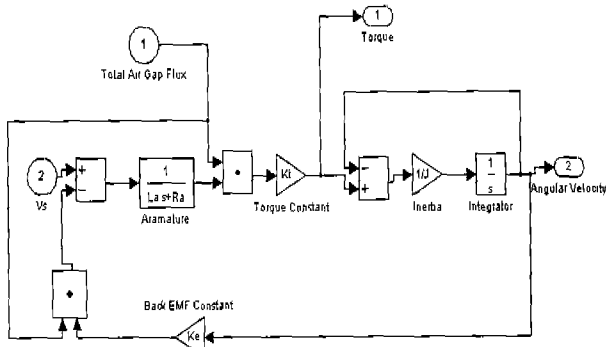 1
Torque
1
Total Air Gap Flux
2
Vs
+
−
1
La s+Ra
Aramature
Kt
Torque Constant
−
+
1/J
Inerba
1
s
Integrator
2
Angular Velocity
Back EMF Constant
Ke